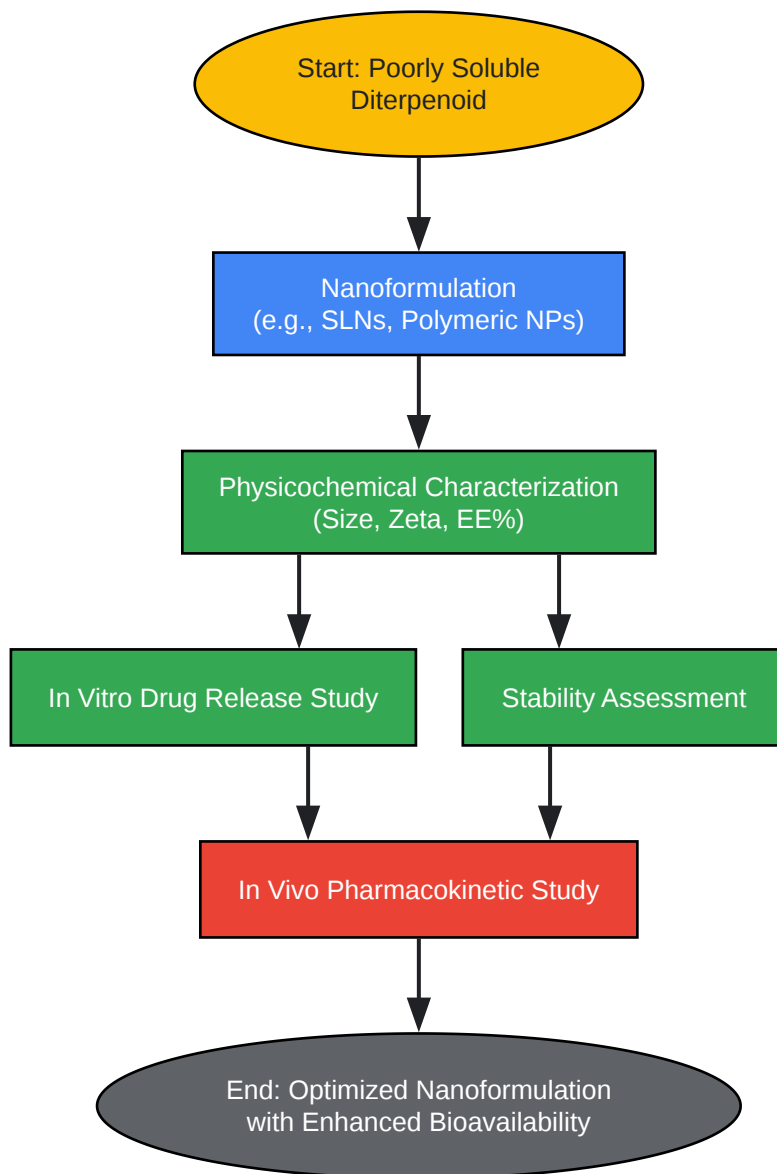 Start: Poorly Soluble
Diterpenoid
Nanoformulation
(e.g., SLNs, Polymeric NPs)
Physicochemical Characterization
(Size, Zeta, EE%)
In Vitro Drug Release Study
Stability Assessment
In Vivo Pharmacokinetic Study
End: Optimized Nanoformulation
with Enhanced Bioavailability